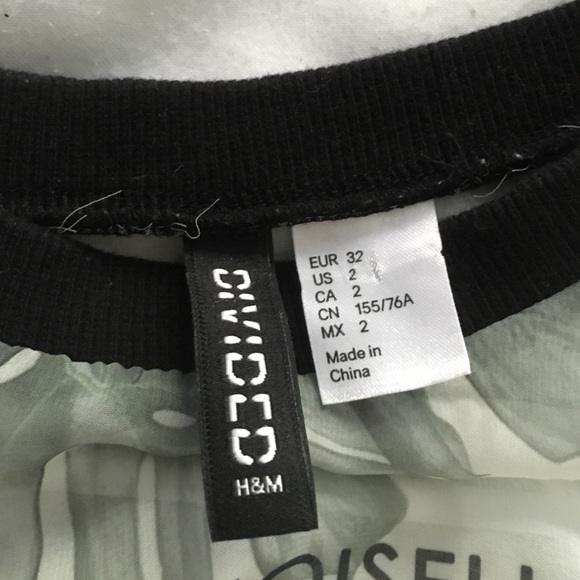 DIVIDED
H&M
EUR 32
US 2
CA 2
CN 155/76A
MX 2
Made in
China